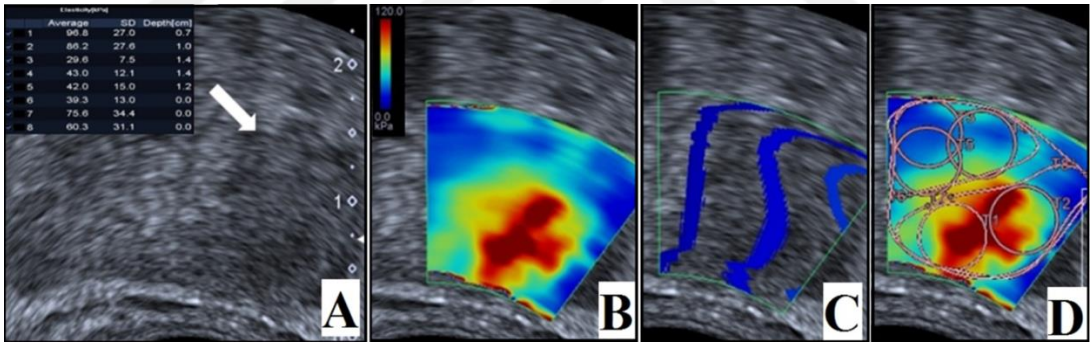 Elasticity[kPa]
Average SD Depth[cm]
1 96.8 27.0 0.7
2 86.2 27.6 1.0
3 29.6 7.5 1.4
4 43.0 12.1 1.4
5 42.0 15.0 1.2
6 39.3 13.0 0.0
7 75.6 34.4 0.0
8 60.3 31.1 0.0
2
1
A
120.0
0.0
kPa
B
C
T2
T1
D